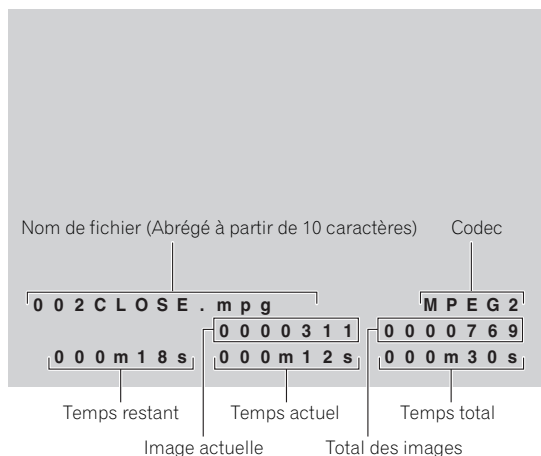 Nom de fichier (Abrégé à partir de 10 caractères) Codec
002CLOSE.mpg MPEG2
0000311 0000769
000m18s 000m12s 000m30s
Temps restant Temps actuel Temps total
Image actuelle Total des images